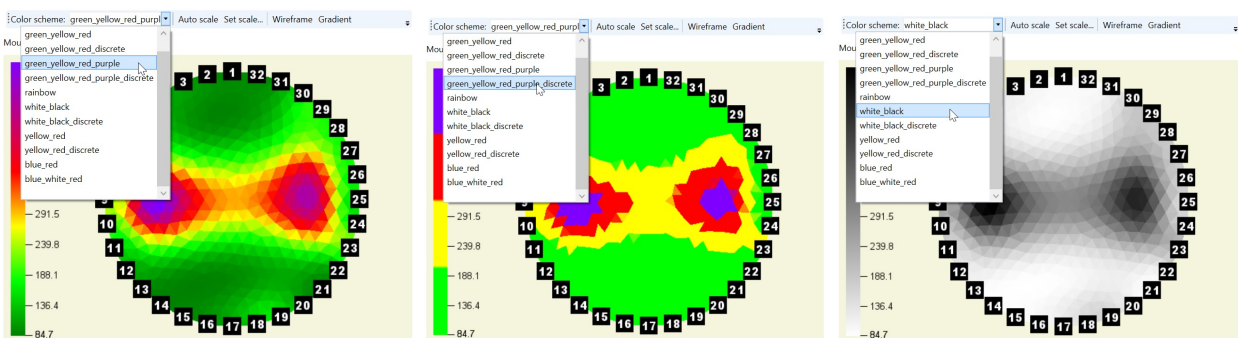 Color scheme: green_yellow_red_purpl Auto scale Set scale... Wireframe Gradient
Mou
green_yellow_red
green_yellow_red_discrete
green_yellow_red_purple
green_yellow_red_purple_discrete
rainbow
white_black
white_black_discrete
yellow_red
yellow_red_discrete
blue_red
blue_white_red
3 2 1 32 31 30 29 28 27 26 25 24 23 22 21 20 19 18 17 16 15 14 13 12 11 10
291.5
239.8
188.1
136.4
84.7
Color scheme: green_yellow_red_purpl Auto scale Set scale... Wireframe Gradient
Mou
green_yellow_red
green_yellow_red_discrete
green_yellow_red_purple
green_yellow_red_purple_discrete
rainbow
white_black
white_black_discrete
yellow_red
yellow_red_discrete
blue_red
blue_white_red
3 2 1 32 31 30 29 28 27 26 25 24 23 22 21 20 19 18 17 16 15 14 13 12 11 10
291.5
239.8
188.1
136.4
84.7
Color scheme: white_black Auto scale Set scale... Wireframe Gradient
Mou
green_yellow_red
green_yellow_red_discrete
green_yellow_red_purple
green_yellow_red_purple_discrete
rainbow
white_black
white_black_discrete
yellow_red
yellow_red_discrete
blue_red
blue_white_red
3 2 1 32 31 30 29 28 27 26 25 24 23 22 21 20 19 18 17 16 15 14 13 12 11 10
291.5
239.8
188.1
136.4
84.7